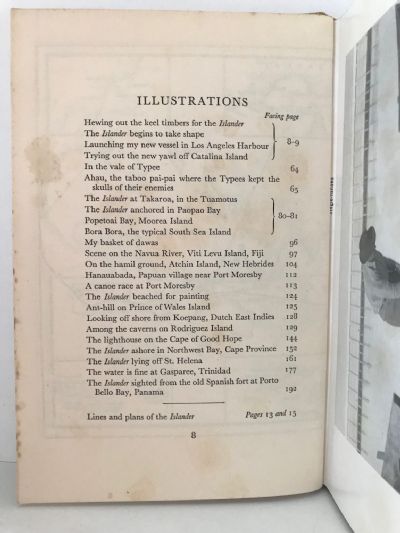 ILLUSTRATIONS
Facing page
Hewing out the keel timbers for the Islander
The Islander begins to take shape
Launching my new vessel in Los Angeles Harbour
Trying out the new yawl off Catalina Island
8-9
In the vale of Typee 64
Ahau, the taboo pai-pai where the Typees kept the
skulls of their enemies 65
The Islander at Takaroa, in the Tuamotus
The Islander anchored in Paopao Bay
Popetoai Bay, Moorea Island
Bora Bora, the typical South Sea Island
80-81
My basket of dawas 96
Scene on the Navua River, Viti Levu Island, Fiji 97
On the hamil ground, Atchin Island, New Hebrides 104
Hanauabada, Papuan village near Port Moresby 112
A canoe race at Port Moresby 113
The Islander beached for painting 124
Ant-hill on Prince of Wales Island 125
Looking off shore from Koepang, Dutch East Indies 128
Among the caverns on Rodriguez Island 129
The lighthouse on the Cape of Good Hope 144
The Islander ashore in Northwest Bay, Cape Province 152
The Islander lying off St. Helena 161
The water is fine at Gasparee, Trinidad 177
The Islander sighted from the old Spanish fort at Porto
Bello Bay, Panama 192
Lines and plans of the Islander Pages 13 and 15
8